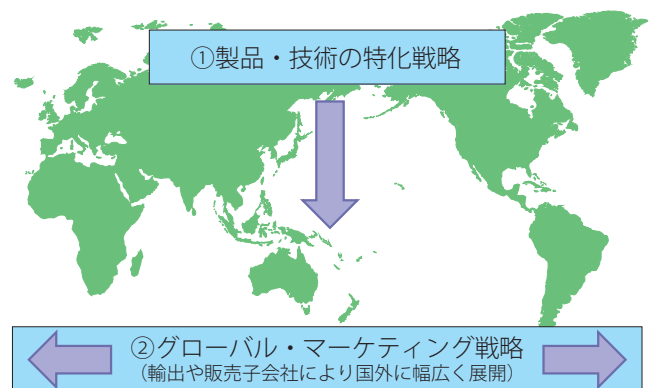 ①製品・技術の特化戦略
②グローバル・マーケティング戦略
(輸出や販売子会社により国外に幅広く展開)